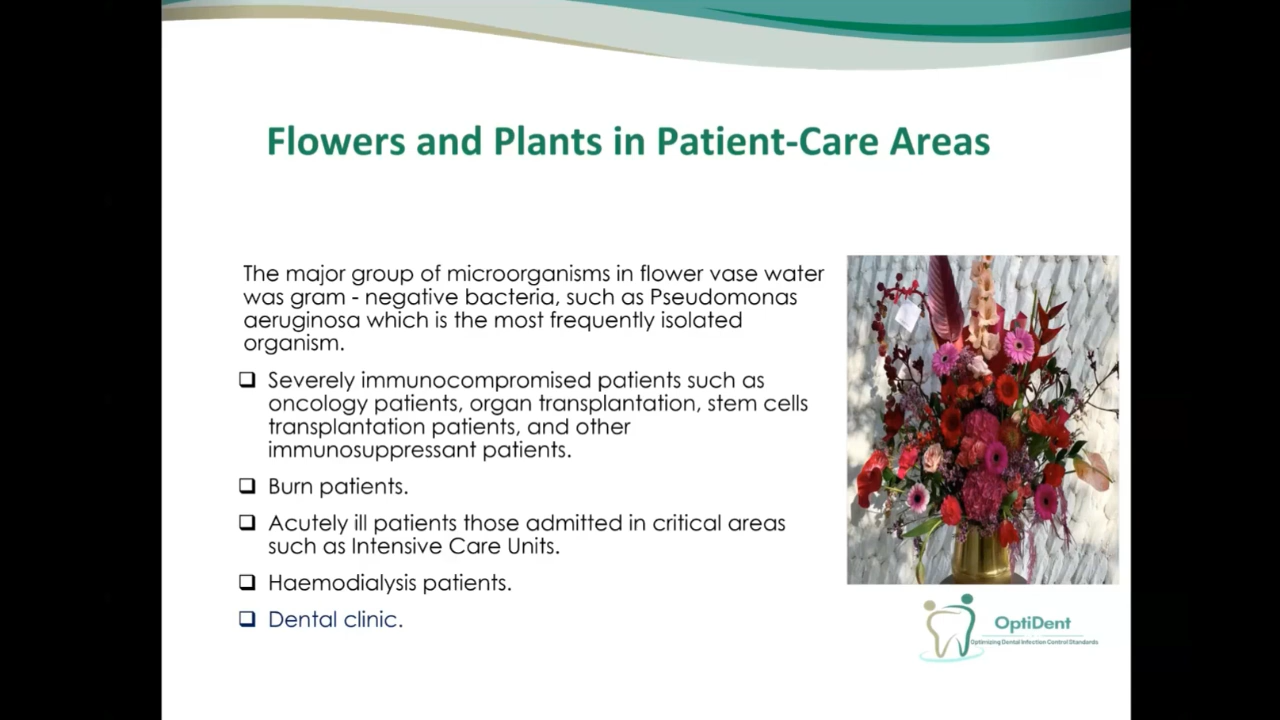 Flowers and Plants in Patient-Care Areas
The major group of microorganisms in flower vase water
was gram - negative bacteria, such as Pseudomonas
aeruginosa which is the most frequently isolated
organism.
Severely immunocompromised patients such as
oncology patients, organ transplantation, stem cells
transplantation patients, and other
immunosuppressant patients.
Burn patients.
Acutely ill patients those admitted in critical areas
such as Intensive Care Units.
Haemodialysis patients.
Dental clinic.
OptiDent
Optimizing Dental Infection Control Standards